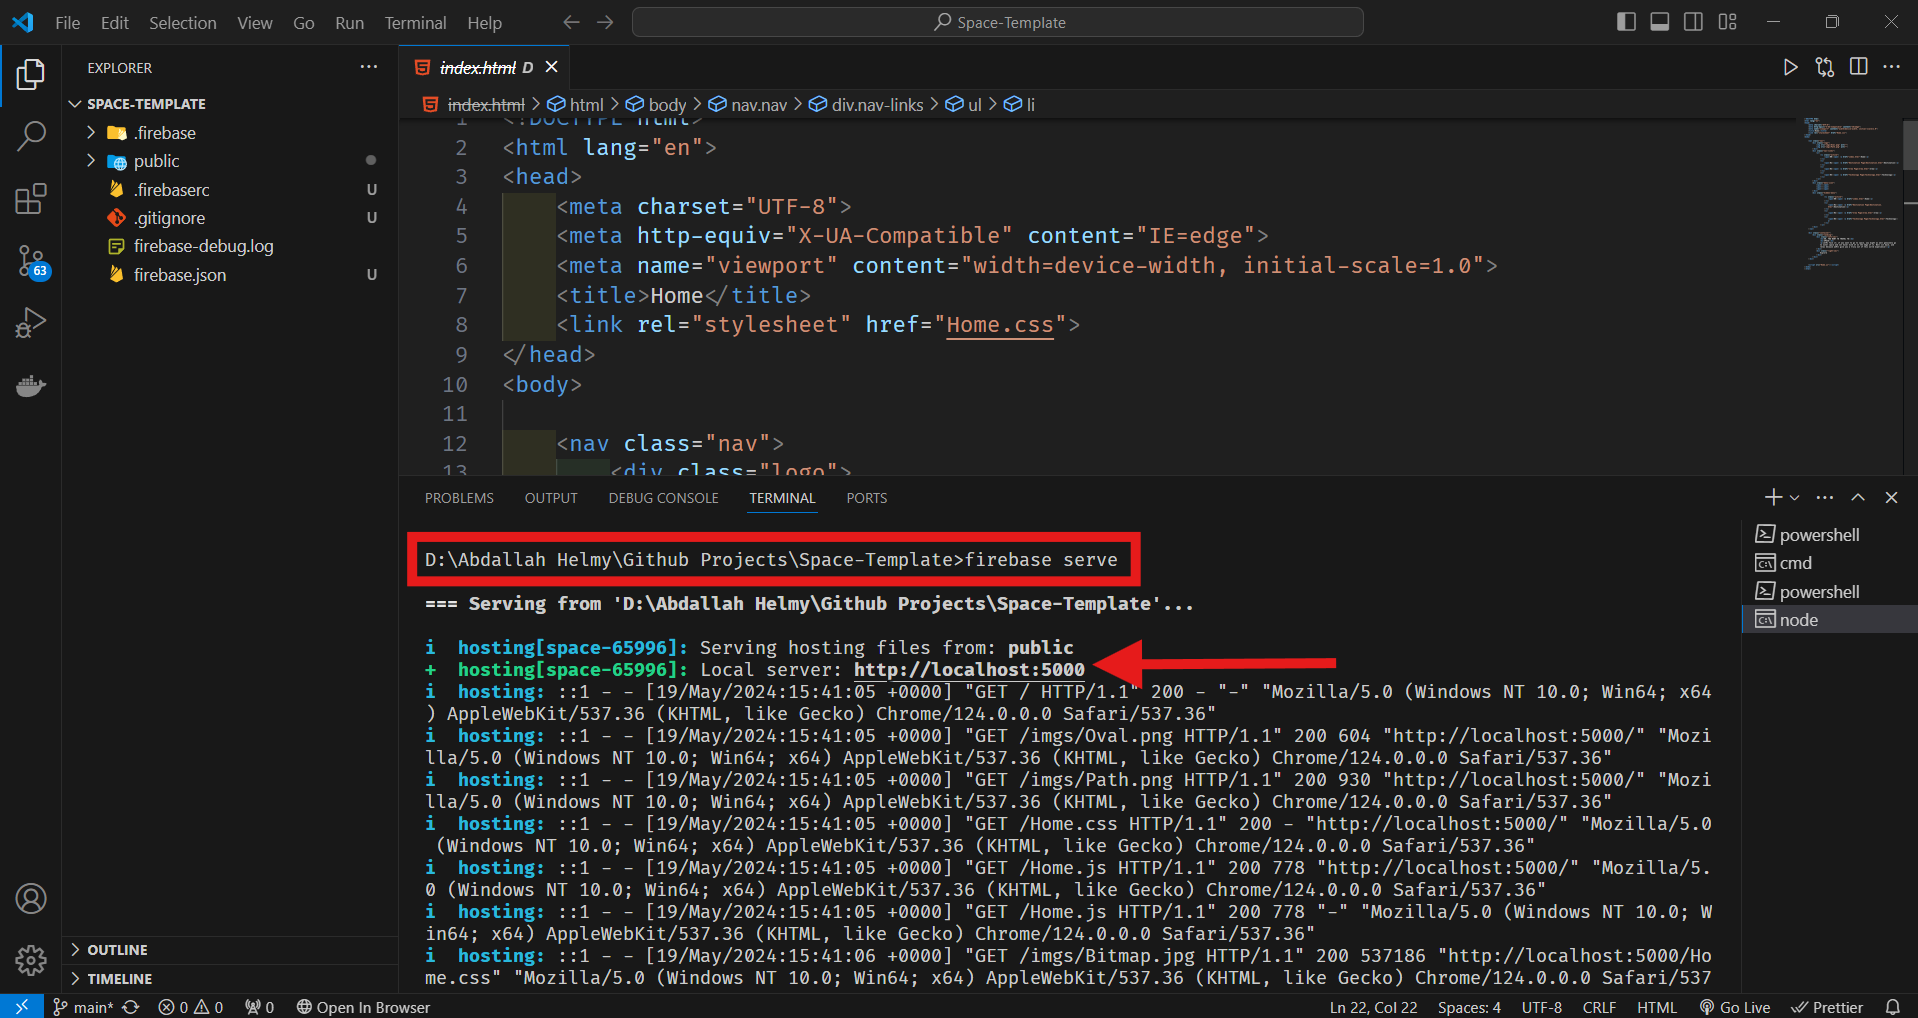 File Edit Selection View Go Run Terminal Help
Space-Template
EXPLORER
SPACE-TEMPLATE
.firebase
public
.firebaserc U
.gitignore U
firebase-debug.log
firebase.json U
63
index.html D
index.html > html > body > nav.nav > div.nav-links > ul > li
1 <!DOCTYPE html>
2 <html lang="en">
3 <head>
4 <meta charset="UTF-8">
5 <meta http-equiv="X-UA-Compatible" content="IE=edge">
6 <meta name="viewport" content="width=device-width, initial-scale=1.0">
7 <title>Home</title>
8 <link rel="stylesheet" href="Home.css">
9 </head>
10 <body>
11
12 <nav class="nav">
13 <div class="logo">
PROBLEMS OUTPUT DEBUG CONSOLE TERMINAL PORTS
D:\Abdallah Helmy\Github Projects\Space-Template>firebase serve
=== Serving from 'D:\Abdallah Helmy\Github Projects\Space-Template'...
i hosting[space-65996]: Serving hosting files from: public
+ hosting[space-65996]: Local server: http://localhost:5000
i hosting: ::1 - - [19/May/2024:15:41:05 +0000] "GET / HTTP/1.1" 200 - "-" "Mozilla/5.0 (Windows NT 10.0; Win64; x64
) AppleWebKit/537.36 (KHTML, like Gecko) Chrome/124.0.0.0 Safari/537.36"
i hosting: ::1 - - [19/May/2024:15:41:05 +0000] "GET /imgs/Oval.png HTTP/1.1" 200 604 "http://localhost:5000/" "Mozi
lla/5.0 (Windows NT 10.0; Win64; x64) AppleWebKit/537.36 (KHTML, like Gecko) Chrome/124.0.0.0 Safari/537.36"
i hosting: ::1 - - [19/May/2024:15:41:05 +0000] "GET /imgs/Path.png HTTP/1.1" 200 930 "http://localhost:5000/" "Mozi
lla/5.0 (Windows NT 10.0; Win64; x64) AppleWebKit/537.36 (KHTML, like Gecko) Chrome/124.0.0.0 Safari/537.36"
i hosting: ::1 - - [19/May/2024:15:41:05 +0000] "GET /Home.css HTTP/1.1" 200 - "http://localhost:5000/" "Mozilla/5.0
(Windows NT 10.0; Win64; x64) AppleWebKit/537.36 (KHTML, like Gecko) Chrome/124.0.0.0 Safari/537.36"
i hosting: ::1 - - [19/May/2024:15:41:05 +0000] "GET /Home.js HTTP/1.1" 200 778 "http://localhost:5000/" "Mozilla/5.
0 (Windows NT 10.0; Win64; x64) AppleWebKit/537.36 (KHTML, like Gecko) Chrome/124.0.0.0 Safari/537.36"
i hosting: ::1 - - [19/May/2024:15:41:05 +0000] "GET /Home.js HTTP/1.1" 200 778 "-" "Mozilla/5.0 (Windows NT 10.0; W
in64; x64) AppleWebKit/537.36 (KHTML, like Gecko) Chrome/124.0.0.0 Safari/537.36"
i hosting: ::1 - - [19/May/2024:15:41:06 +0000] "GET /imgs/Bitmap.jpg HTTP/1.1" 200 537186 "http://localhost:5000/Ho
me.css" "Mozilla/5.0 (Windows NT 10.0; Win64; x64) AppleWebKit/537.36 (KHTML, like Gecko) Chrome/124.0.0.0 Safari/537
powershell
cmd
powershell
node
OUTLINE
TIMELINE
main* 0 0 0 Open In Browser Ln 22, Col 22 Spaces: 4 UTF-8 CRLF HTML Go Live Prettier